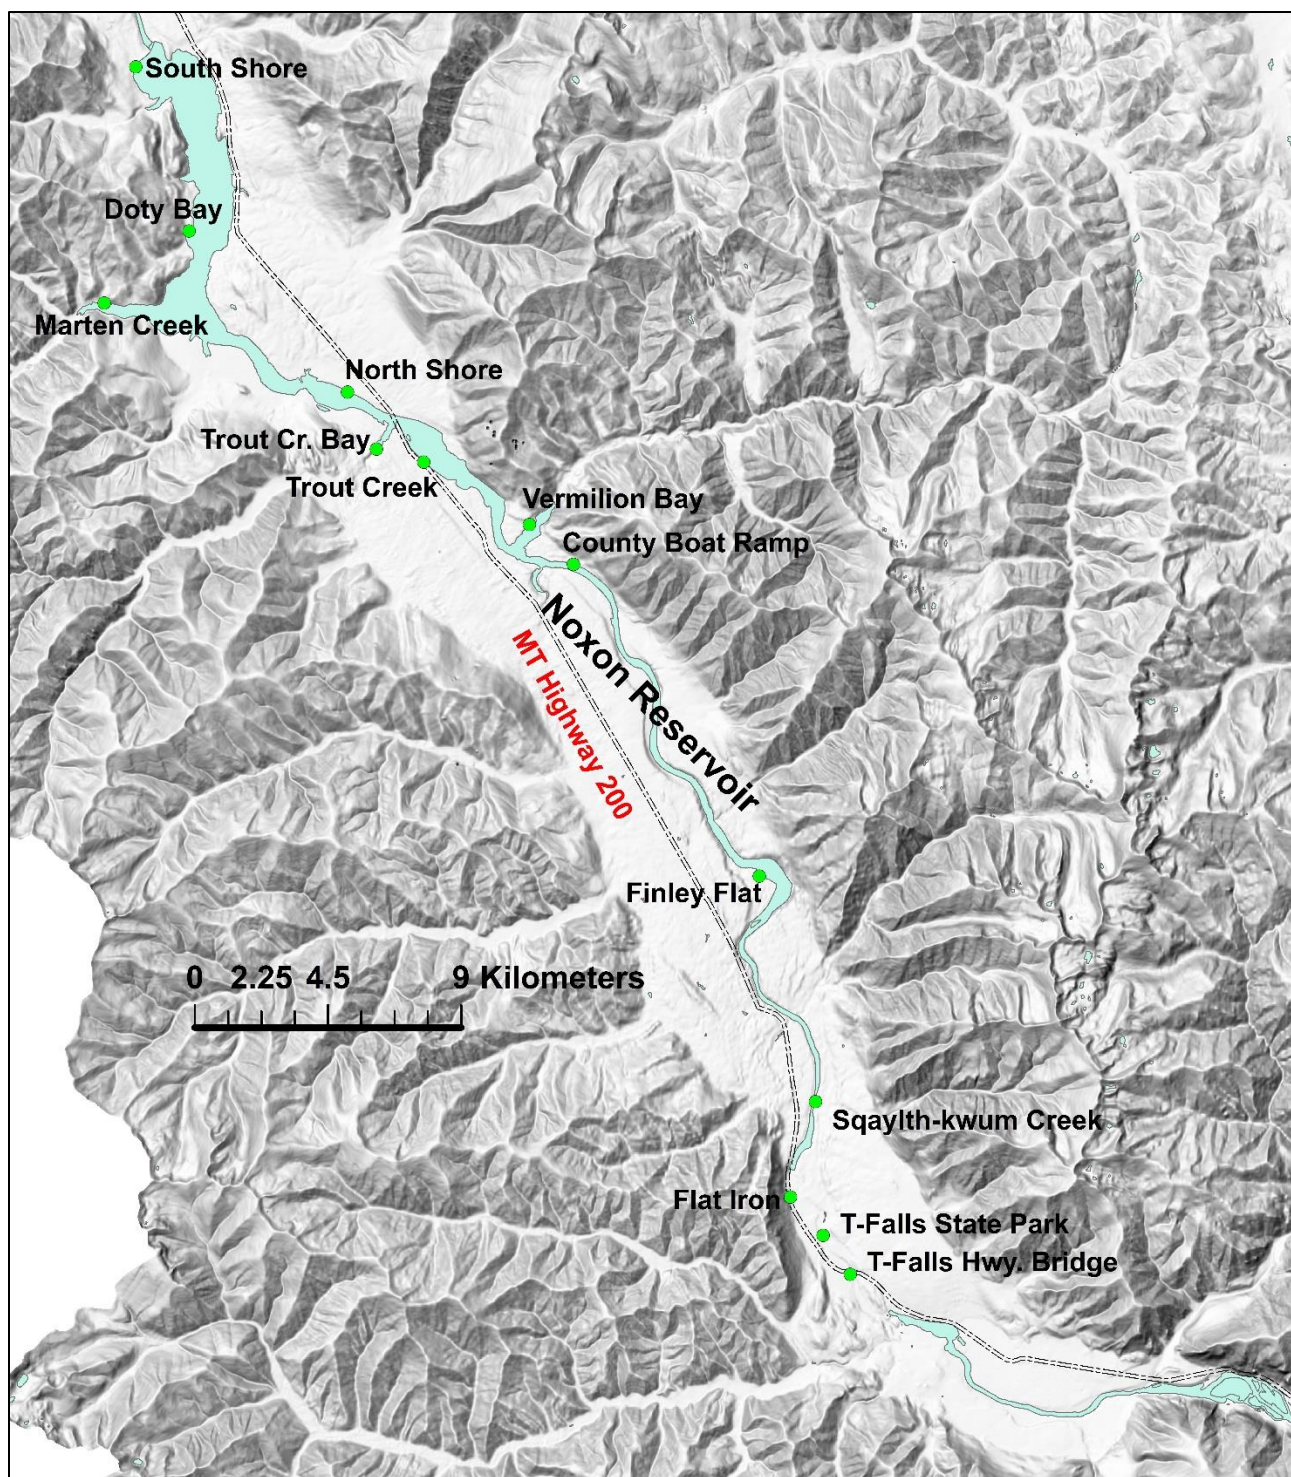 South Shore
Doty Bay
Marten Creek
North Shore
Trout Cr. Bay
Trout Creek
Vermilion Bay
County Boat Ramp
Noxon Reservoir
MT Highway 200
Finley Flat
0 2.25 4.5 9 Kilometers
Sqaylth-kwum Creek
Flat Iron
T-Falls State Park
T-Falls Hwy. Bridge